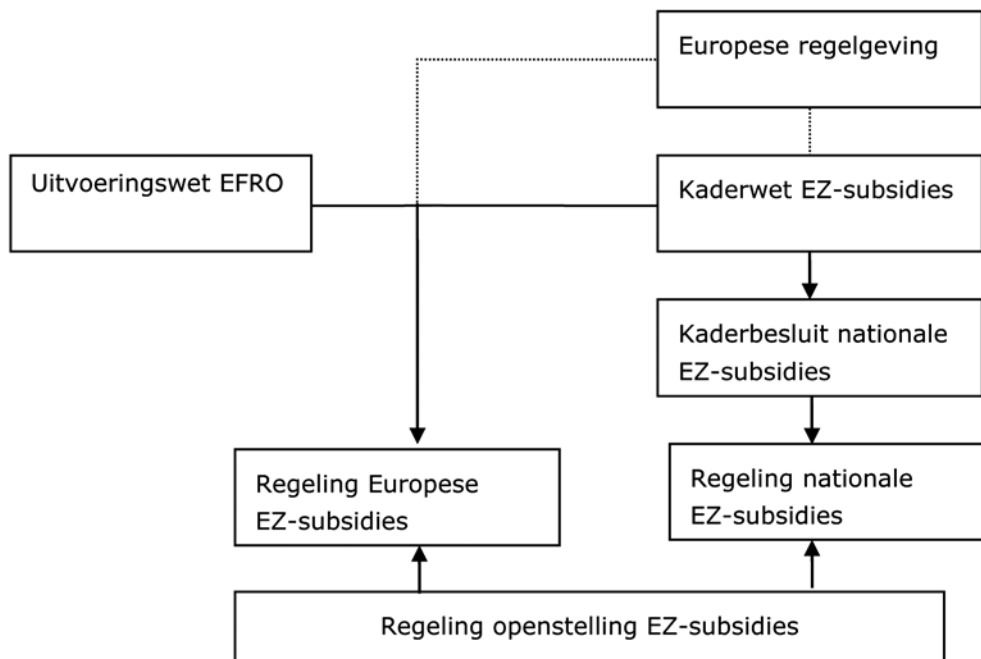 Europese regelgeving
Uitvoeringswet EFRO
Kaderwet EZ-subsidies
Kaderbesluit nationale
EZ-subsidies
Regeling Europese
EZ-subsidies
Regeling nationale
EZ-subsidies
Regeling openstelling EZ-subsidies